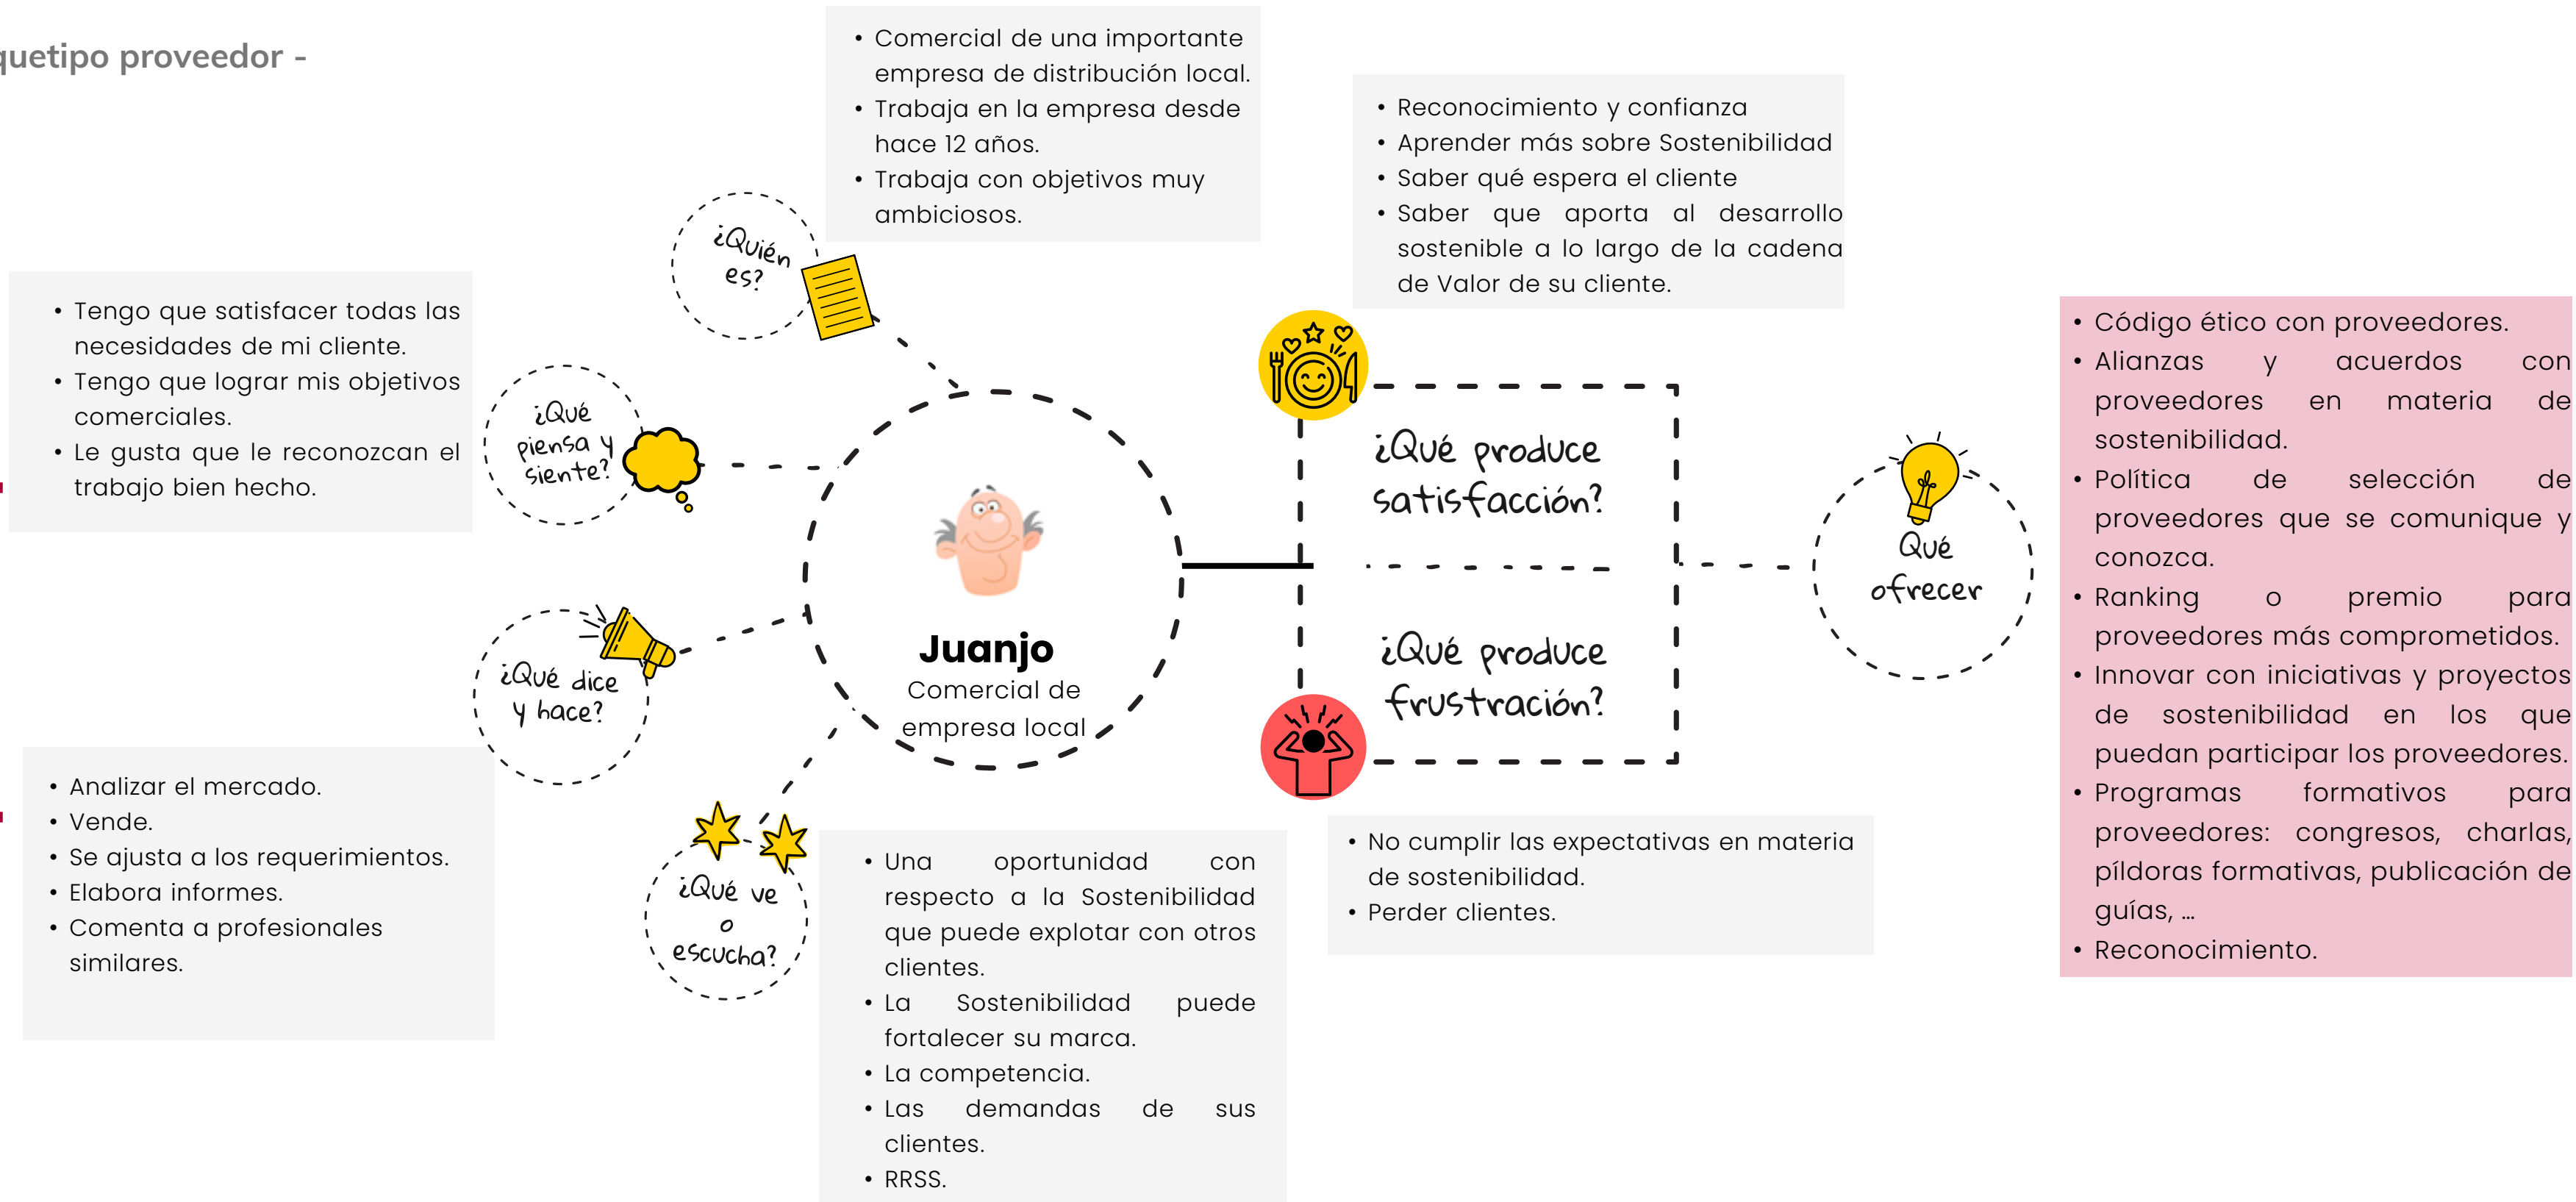 quetipo proveedor -
• Comercial de una importante
empresa de distribución local.
• Trabaja en la empresa desde
hace 12 años.
• Trabaja con objetivos muy
ambiciosos.
¿Quién
es?
• Tengo que satisfacer todas las
necesidades de mi cliente.
• Tengo que lograr mis objetivos
comerciales.
• Le gusta que le reconozcan el
trabajo bien hecho.
¿Qué
piensa y
siente?
¿Qué dice
y hace?
• Analizar el mercado.
• Vende.
• Se ajusta a los requerimientos.
• Elabora informes.
• Comenta a profesionales
similares.
¿Qué ve
o
escucha?
• Una oportunidad con
respecto a la Sostenibilidad
que puede explotar con otros
clientes.
• La Sostenibilidad puede
fortalecer su marca.
• La competencia.
• Las demandas de sus
clientes.
• RRSS.
Juanjo
Comercial de
empresa local
• Reconocimiento y confianza
• Aprender más sobre Sostenibilidad
• Saber qué espera el cliente
• Saber que aporta al desarrollo
sostenible a lo largo de la cadena
de Valor de su cliente.
¿Qué produce
satisfacción?
¿Qué produce
frustración?
• No cumplir las expectativas en materia
de sostenibilidad.
• Perder clientes.
Qué
ofrecer
• Código ético con proveedores.
• Alianzas y acuerdos con
proveedores en materia de
sostenibilidad.
• Política de selección de
proveedores que se comunique y
conozca.
• Ranking o premio para
proveedores más comprometidos.
• Innovar con iniciativas y proyectos
de sostenibilidad en los que
puedan participar los proveedores.
• Programas formativos para
proveedores: congresos, charlas,
píldoras formativas, publicación de
guías, ...
• Reconocimiento.